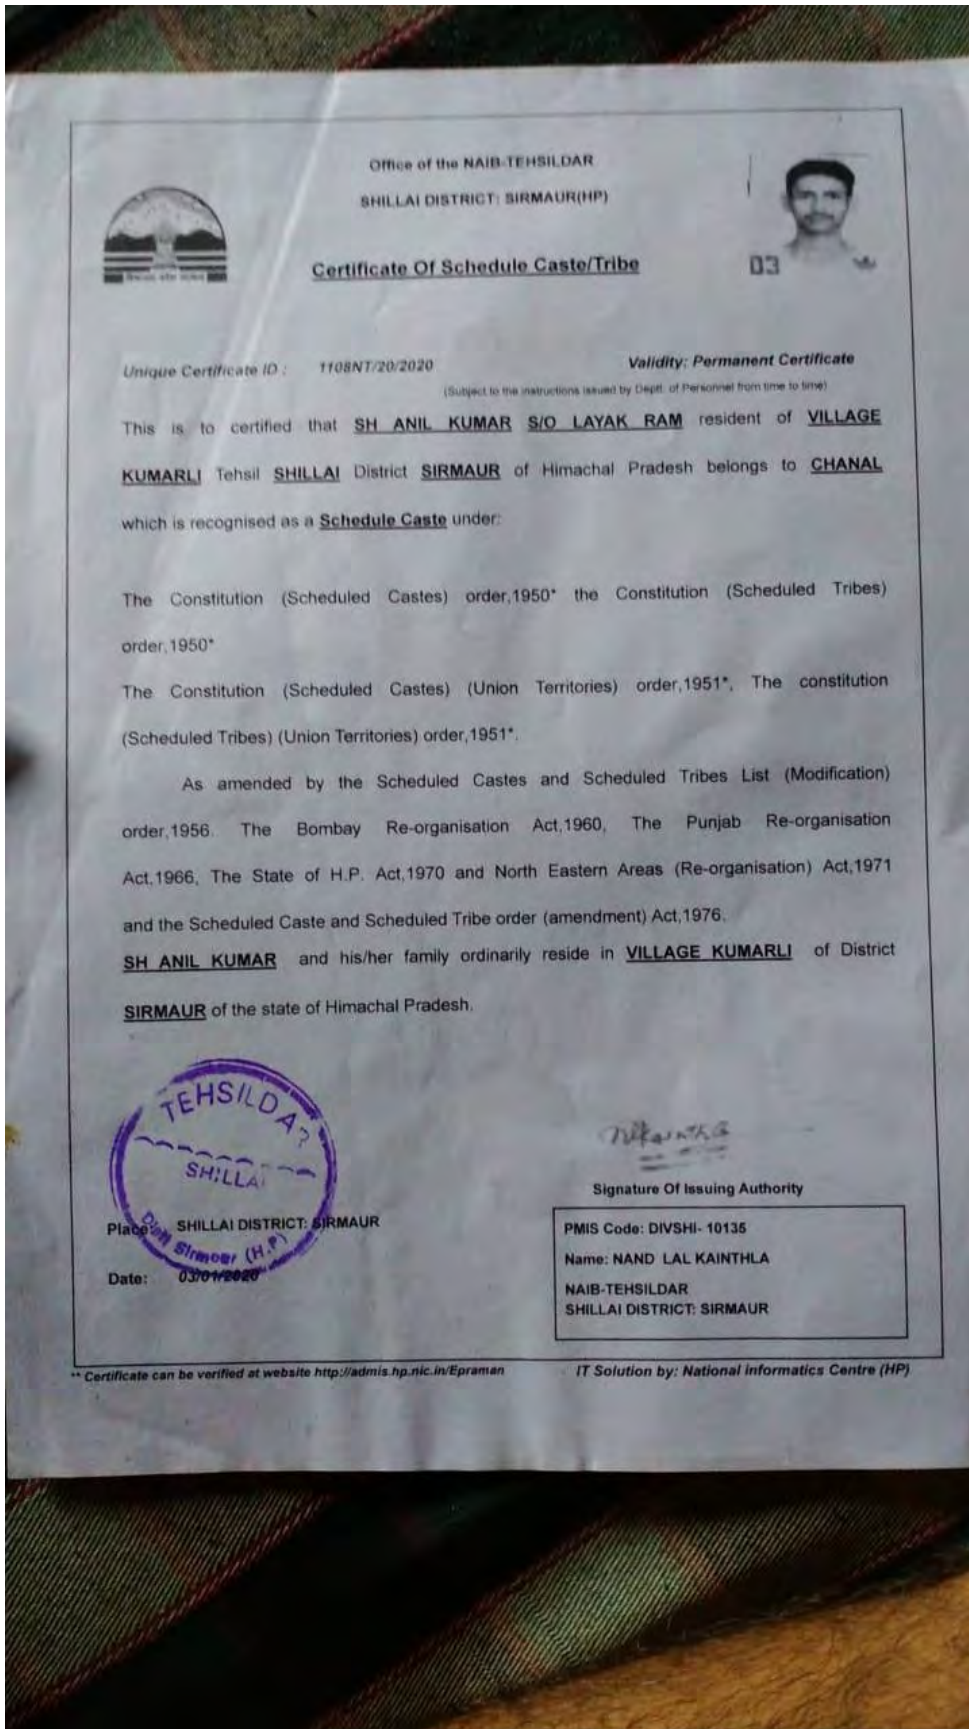 Office of the NAIB-TEHSILDAR
SHILLAI DISTRICT: SIRMAUR(HP)
Certificate Of Schedule Caste/Tribe
03
Unique Certificate ID : 1108NT/20/2020 Validity: Permanent Certificate
(Subject to the instructions issued by Deptt. of Personnel from time to time)
This is to certified that SH ANIL KUMAR S/O LAYAK RAM resident of VILLAGE
KUMARLI Tehsil SHILLAI District SIRMAUR of Himachal Pradesh belongs to CHANAL
which is recognised as a Schedule Caste under:
The Constitution (Scheduled Castes) order,1950* the Constitution (Scheduled Tribes)
order,1950*
The Constitution (Scheduled Castes) (Union Territories) order,1951*, The constitution
(Scheduled Tribes) (Union Territories) order,1951*.
As amended by the Scheduled Castes and Scheduled Tribes List (Modification)
order,1956. The Bombay Re-organisation Act,1960, The Punjab Re-organisation
Act,1966, The State of H.P. Act,1970 and North Eastern Areas (Re-organisation) Act,1971
and the Scheduled Caste and Scheduled Tribe order (amendment) Act,1976.
SH ANIL KUMAR and his/her family ordinarily reside in VILLAGE KUMARLI of District
SIRMAUR of the state of Himachal Pradesh.
TEHSILDA
SHILLAI
Distt Sirmour (H.P)
Nlkainthla
Signature Of Issuing Authority
Place: SHILLAI DISTRICT: SIRMAUR
Date: 03/01/2020
PMIS Code: DIVSHI- 10135
Name: NAND LAL KAINTHLA
NAIB-TEHSILDAR
SHILLAI DISTRICT: SIRMAUR
** Certificate can be verified at website http://admis.hp.nic.in/Epraman IT Solution by: National Informatics Centre (HP)